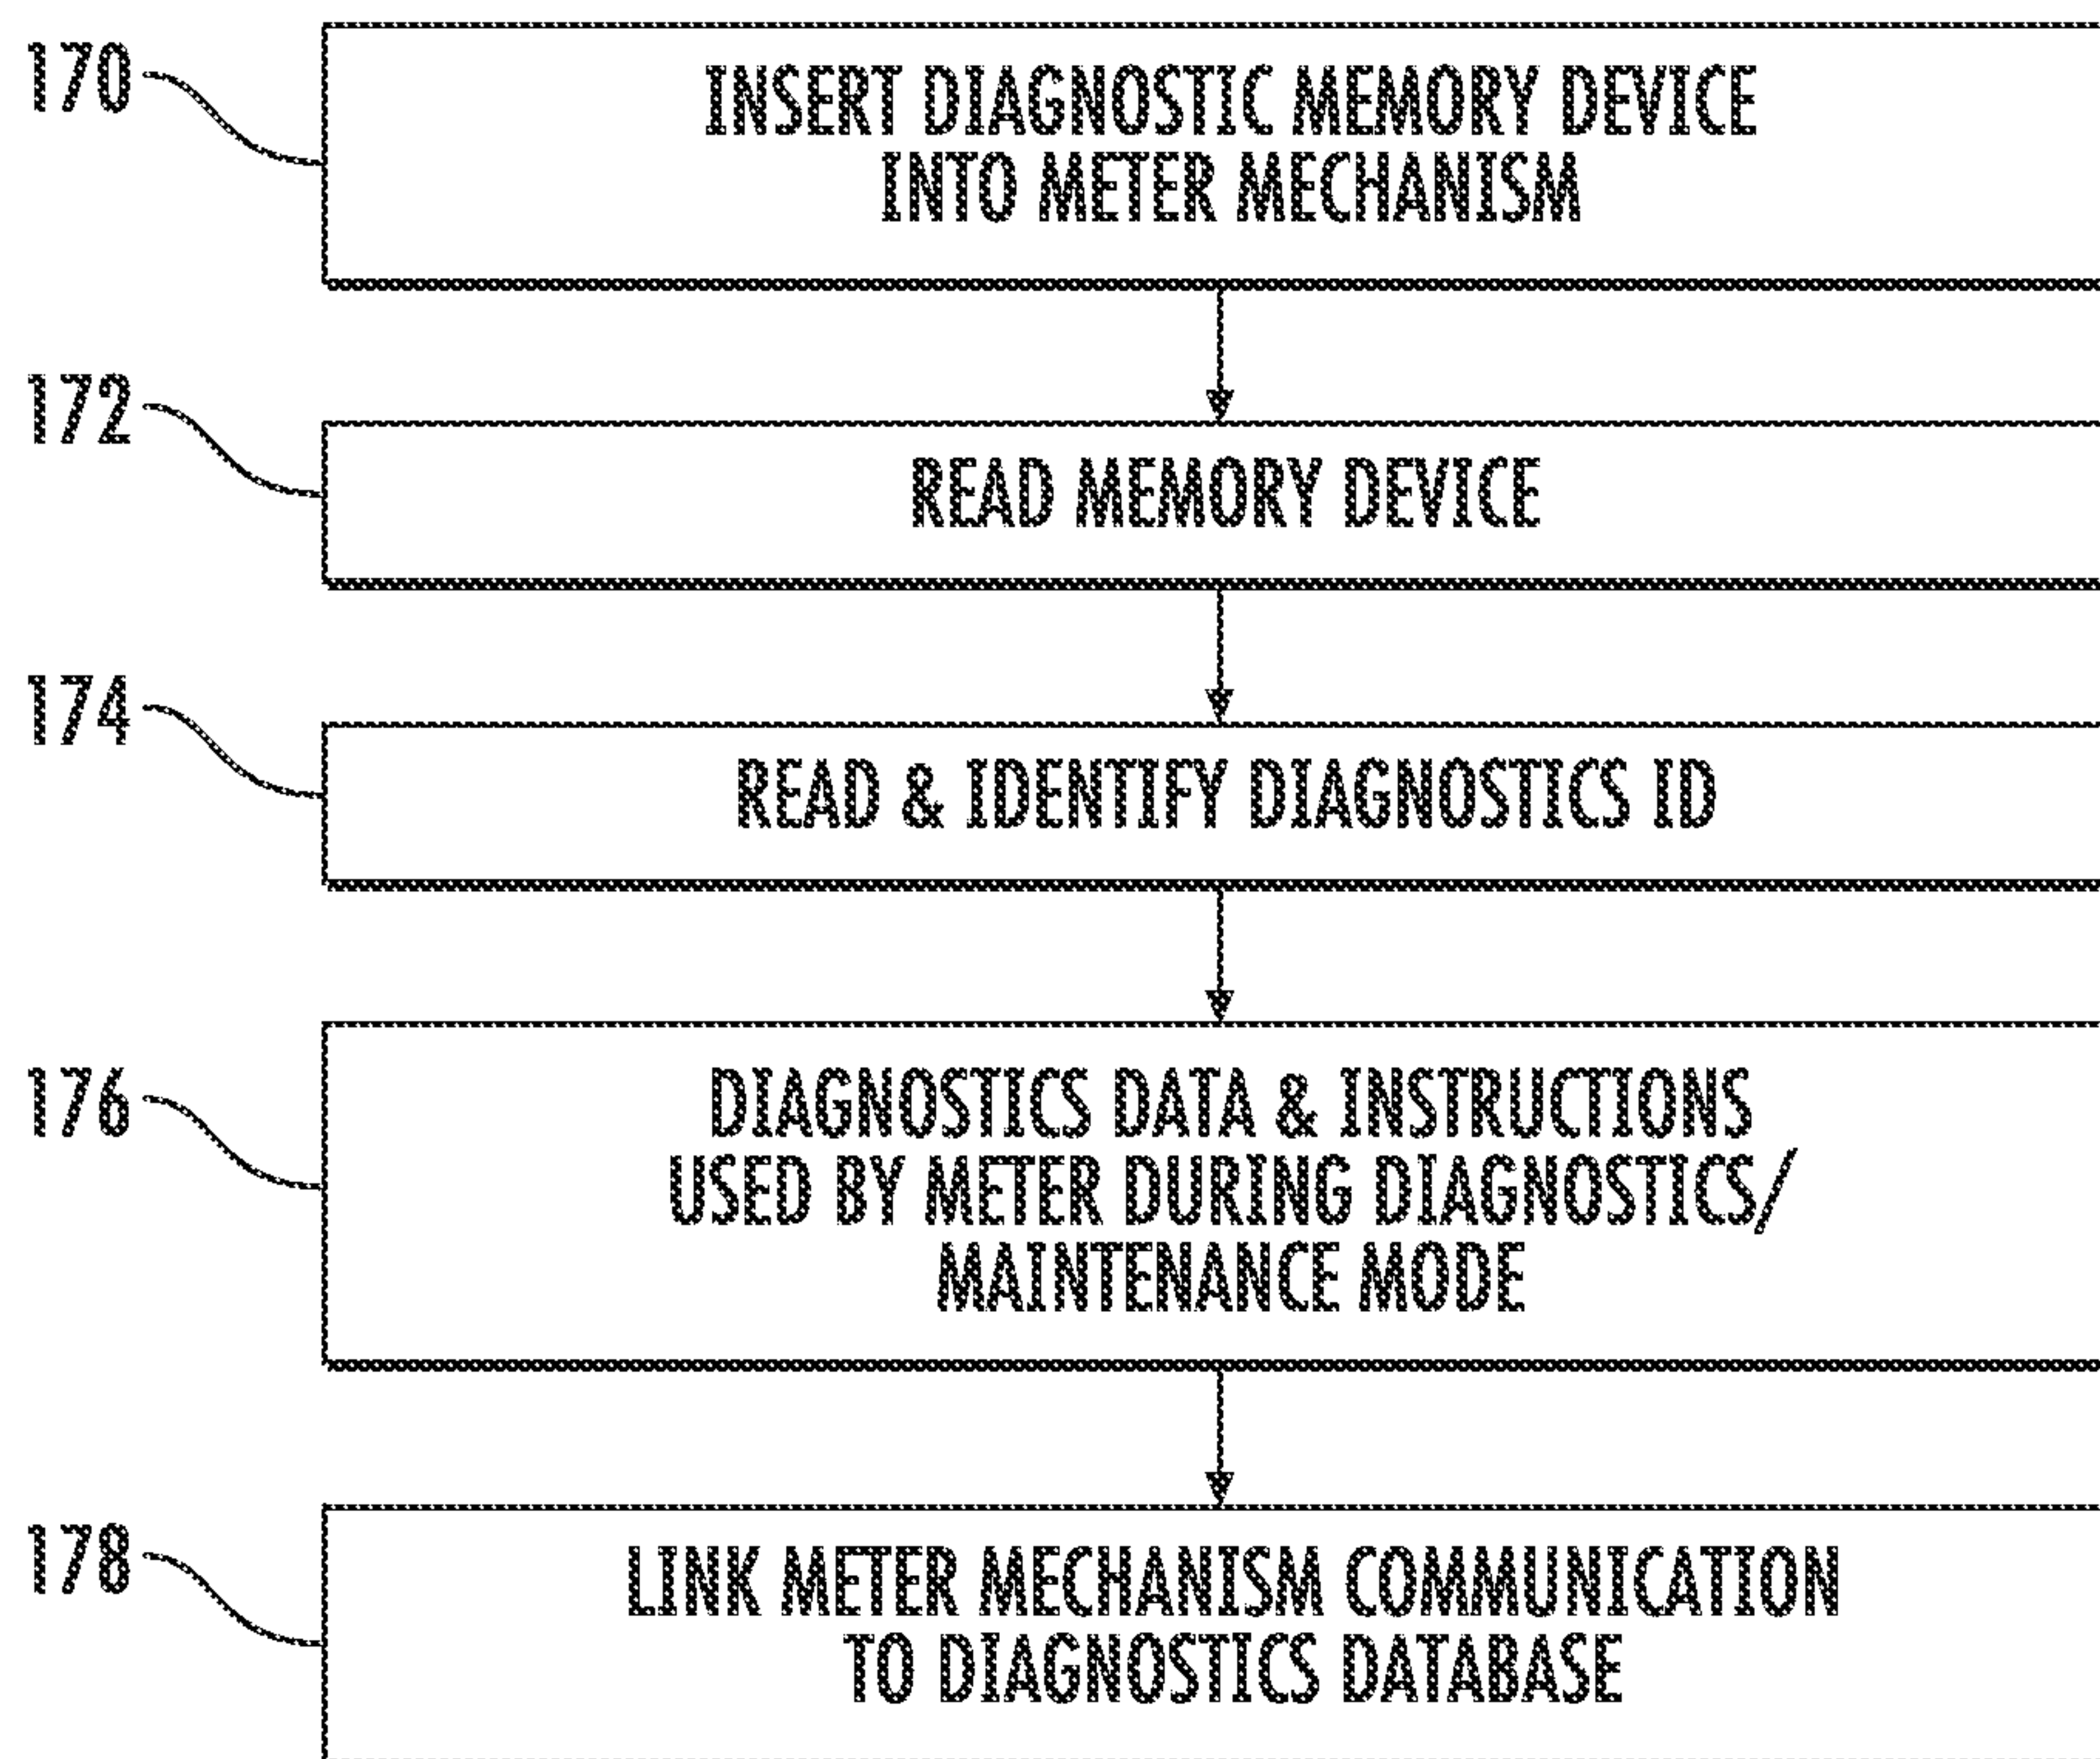 170
INSERT DIAGNOSTIC MEMORY DEVICE
INTO METER MECHANISM
172
READ MEMORY DEVICE
174
READ & IDENTIFY DIAGNOSTICS ID
176
DIAGNOSTICS DATA & INSTRUCTIONS
USED BY METER DURING DIAGNOSTICS/
MAINTENANCE MODE
178
LINK METER MECHANISM COMMUNICATION
TO DIAGNOSTICS DATABASE